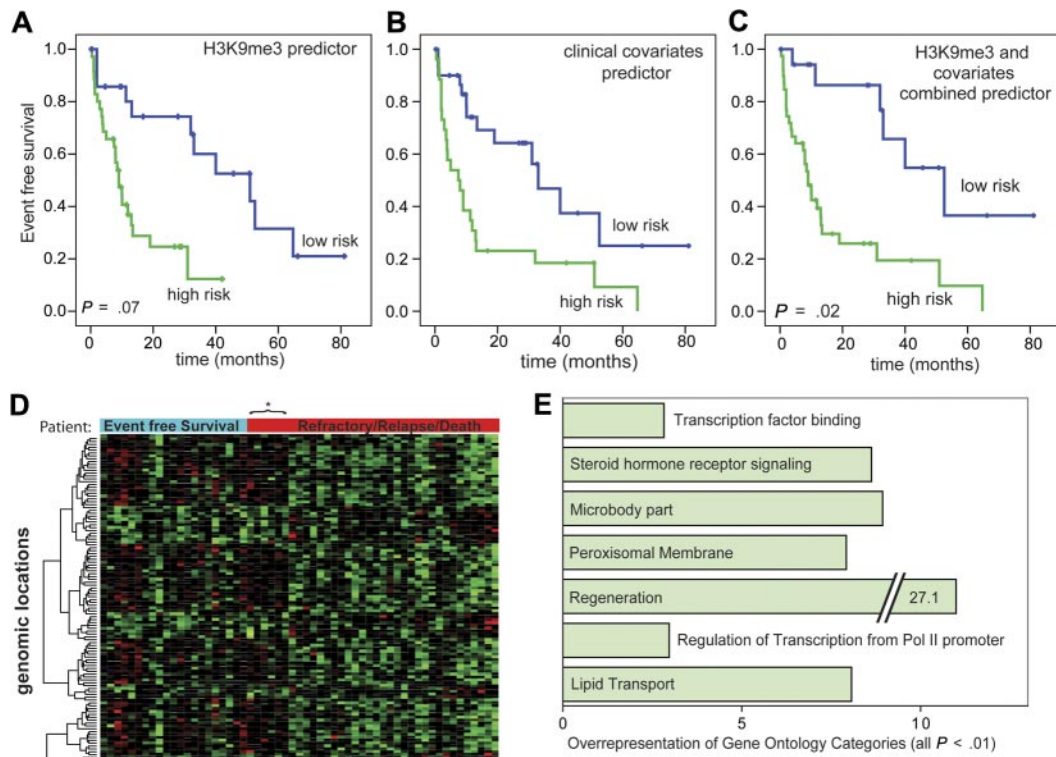 A
H3K9me3 predictor
Event free survival
1.0
0.8
0.6
0.4
0.2
0.0
low risk
high risk
P = .07
0 20 40 60 80
time (months)
B
clinical covariates
predictor
1.0
0.8
0.6
0.4
0.2
0.0
low risk
high risk
0 20 40 60 80
time (months)
C
H3K9me3 and
covariates
combined predictor
1.0
0.8
0.6
0.4
0.2
0.0
low risk
high risk
P = .02
0 20 40 60 80
time (months)
D
*
Patient: Event free Survival Refractory/Relapse/Death
genomic locations
E
Transcription factor binding
Steroid hormone receptor signaling
Microbody part
Peroxisomal Membrane
Regeneration 27.1
Regulation of Transcription from Pol II promoter
Lipid Transport
0 5 10
Overrepresentation of Gene Ontology Categories (all P < .01)